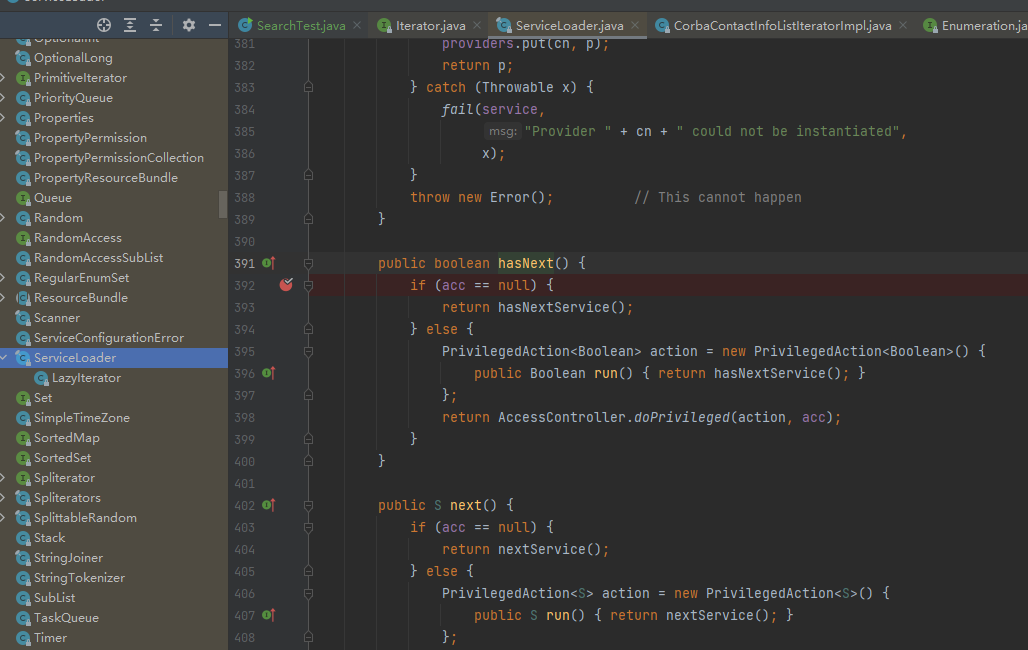 SearchTest.java
Iterator.java
ServiceLoader.java
CorbaContactInfoListIteratorImpl.java
Enumeration.ja
OptionalInt
OptionalLong
PrimitiveIterator
PriorityQueue
Properties
PropertyPermission
PropertyPermissionCollection
PropertyResourceBundle
Queue
Random
RandomAccess
RandomAccessSubList
RegularEnumSet
ResourceBundle
Scanner
ServiceConfigurationError
ServiceLoader
LazyIterator
Set
SimpleTimeZone
SortedMap
SortedSet
Spliterator
Spliterators
SplittableRandom
Stack
StringJoiner
StringTokenizer
SubList
TaskQueue
Timer
381 providers.put(cn, p);
382 return p;
383 } catch (Throwable x) {
384 fail(service,
385 msg: "Provider " + cn + " could not be instantiated",
386 x);
387 }
388 throw new Error(); // This cannot happen
389 }
390
391 public boolean hasNext() {
392 if (acc == null) {
393 return hasNextService();
394 } else {
395 PrivilegedAction<Boolean> action = new PrivilegedAction<Boolean>() {
396 public Boolean run() { return hasNextService(); }
397 };
398 return AccessController.doPrivileged(action, acc);
399 }
400 }
401
402 public S next() {
403 if (acc == null) {
404 return nextService();
405 } else {
406 PrivilegedAction<S> action = new PrivilegedAction<S>() {
407 public S run() { return nextService(); }
408 };